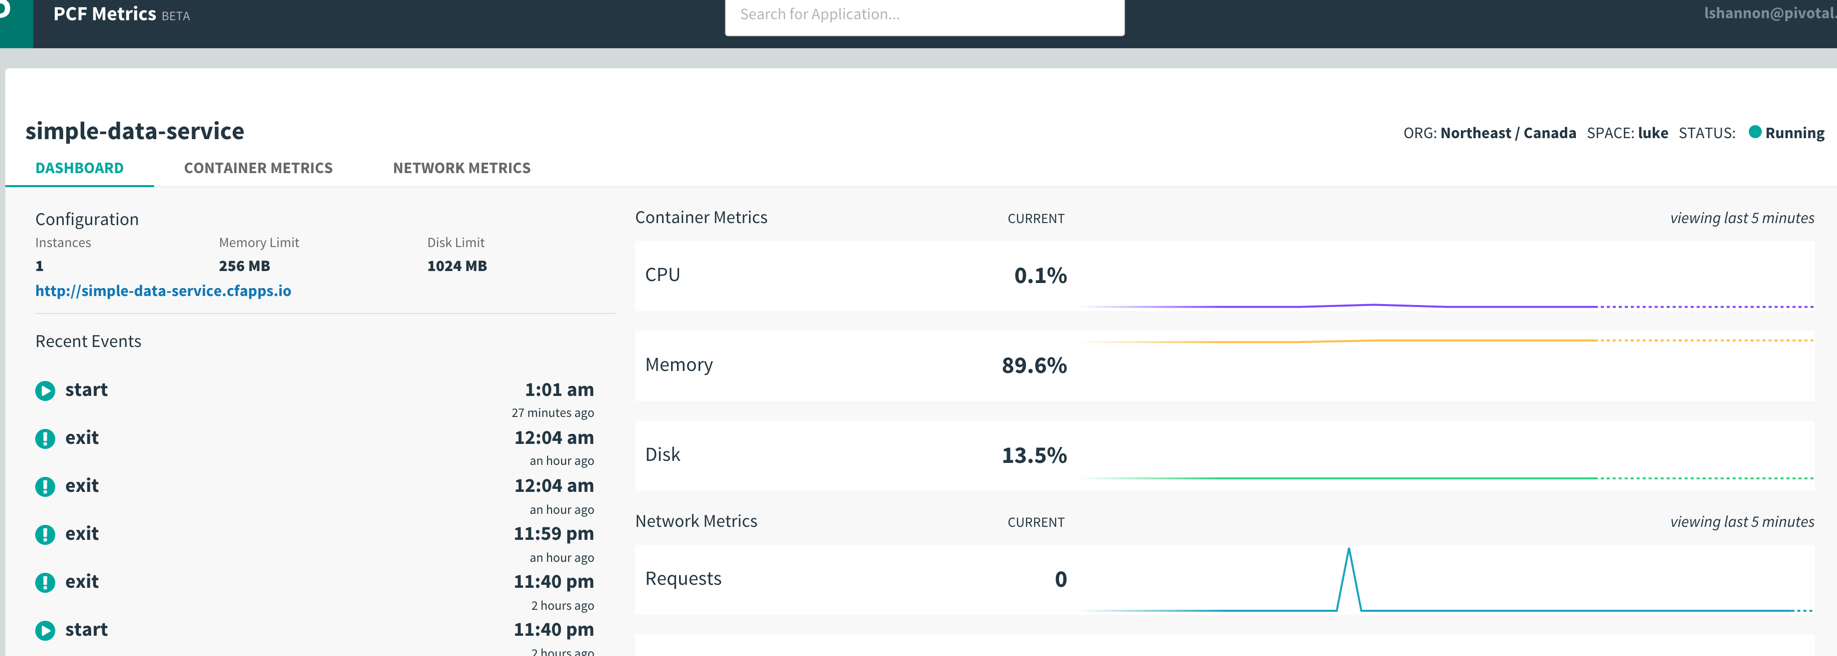 PCF Metrics BETA
Search for Application...
lshannon@pivotal.
simple-data-service
ORG: Northeast / Canada SPACE: luke STATUS: Running
DASHBOARD CONTAINER METRICS NETWORK METRICS
Configuration
Instances Memory Limit Disk Limit
1 256 MB 1024 MB
http://simple-data-service.cfapps.io
Recent Events
start 1:01 am
27 minutes ago
exit 12:04 am
an hour ago
exit 12:04 am
an hour ago
exit 11:59 pm
an hour ago
exit 11:40 pm
2 hours ago
start 11:40 pm
2 hours ago
Container Metrics CURRENT viewing last 5 minutes
CPU 0.1%
Memory 89.6%
Disk 13.5%
Network Metrics CURRENT viewing last 5 minutes
Requests 0